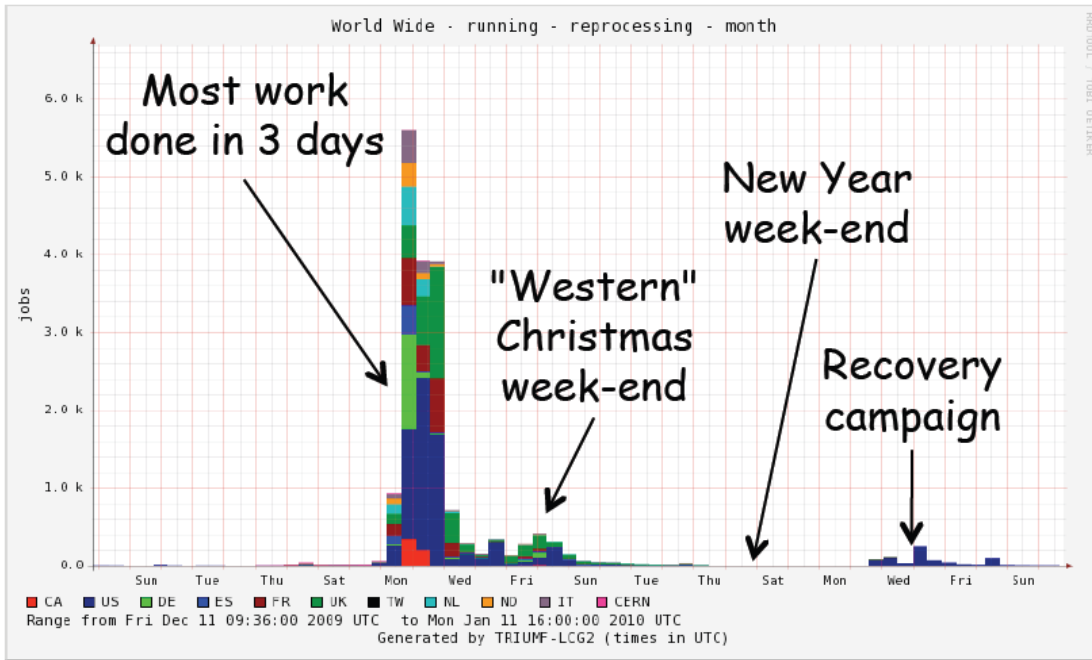 World Wide - running - reprocessing - month
RRDTOOL / TOBI OETIKER
jobs
6.0 k
5.0 k
4.0 k
3.0 k
2.0 k
1.0 k
0.0
Most work
done in 3 days
"Western"
Christmas
week-end
New Year
week-end
Recovery
campaign
Sun Tue Thu Sat Mon Wed Fri Sun Tue Thu Sat Mon Wed Fri Sun
CA US DE ES FR UK TW NL ND IT CERN
Range from Fri Dec 11 09:36:00 2009 UTC to Mon Jan 11 16:00:00 2010 UTC
Generated by TRIUMF-LCG2 (times in UTC)